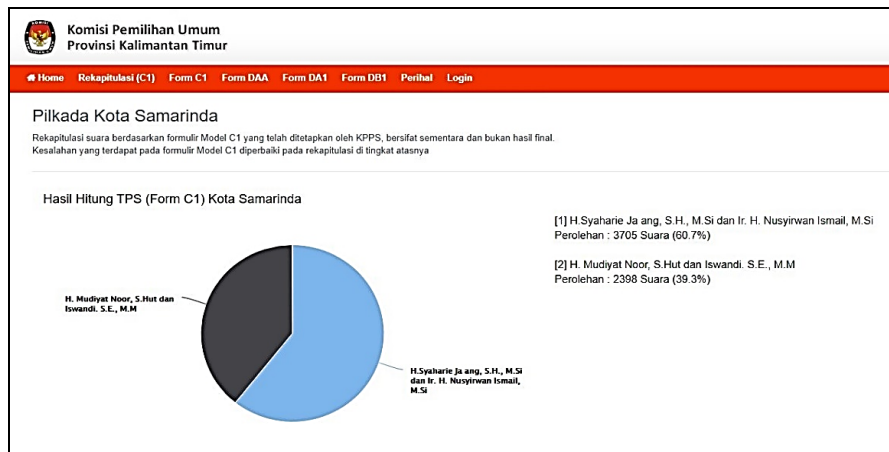 Komisi Pemilihan Umum
Provinsi Kalimantan Timur
Home Rekapitulasi (C1) Form C1 Form DAA Form DA1 Form DB1 Perihal Login
Pilkada Kota Samarinda
Rekapitulasi suara berdasarkan formulir Model C1 yang telah ditetapkan oleh KPPS, bersifat sementara dan bukan hasil final.
Kesalahan yang terdapat pada formulir Model C1 diperbaiki pada rekapitulasi di tingkat atasnya
Hasil Hitung TPS (Form C1) Kota Samarinda
[1] H.Syaharie Ja ang, S.H., M.Si dan Ir. H. Nusyirwan Ismail, M.Si
Perolehan : 3705 Suara (60.7%)
[2] H. Mudiyat Noor, S.Hut dan Iswandi. S.E., M.M
Perolehan : 2398 Suara (39.3%)
H. Mudiyat Noor, S.Hut dan
Iswandi. S.E., M.M
H.Syaharie Ja ang, S.H., M.Si
dan Ir. H. Nusyirwan Ismail,
M.Si